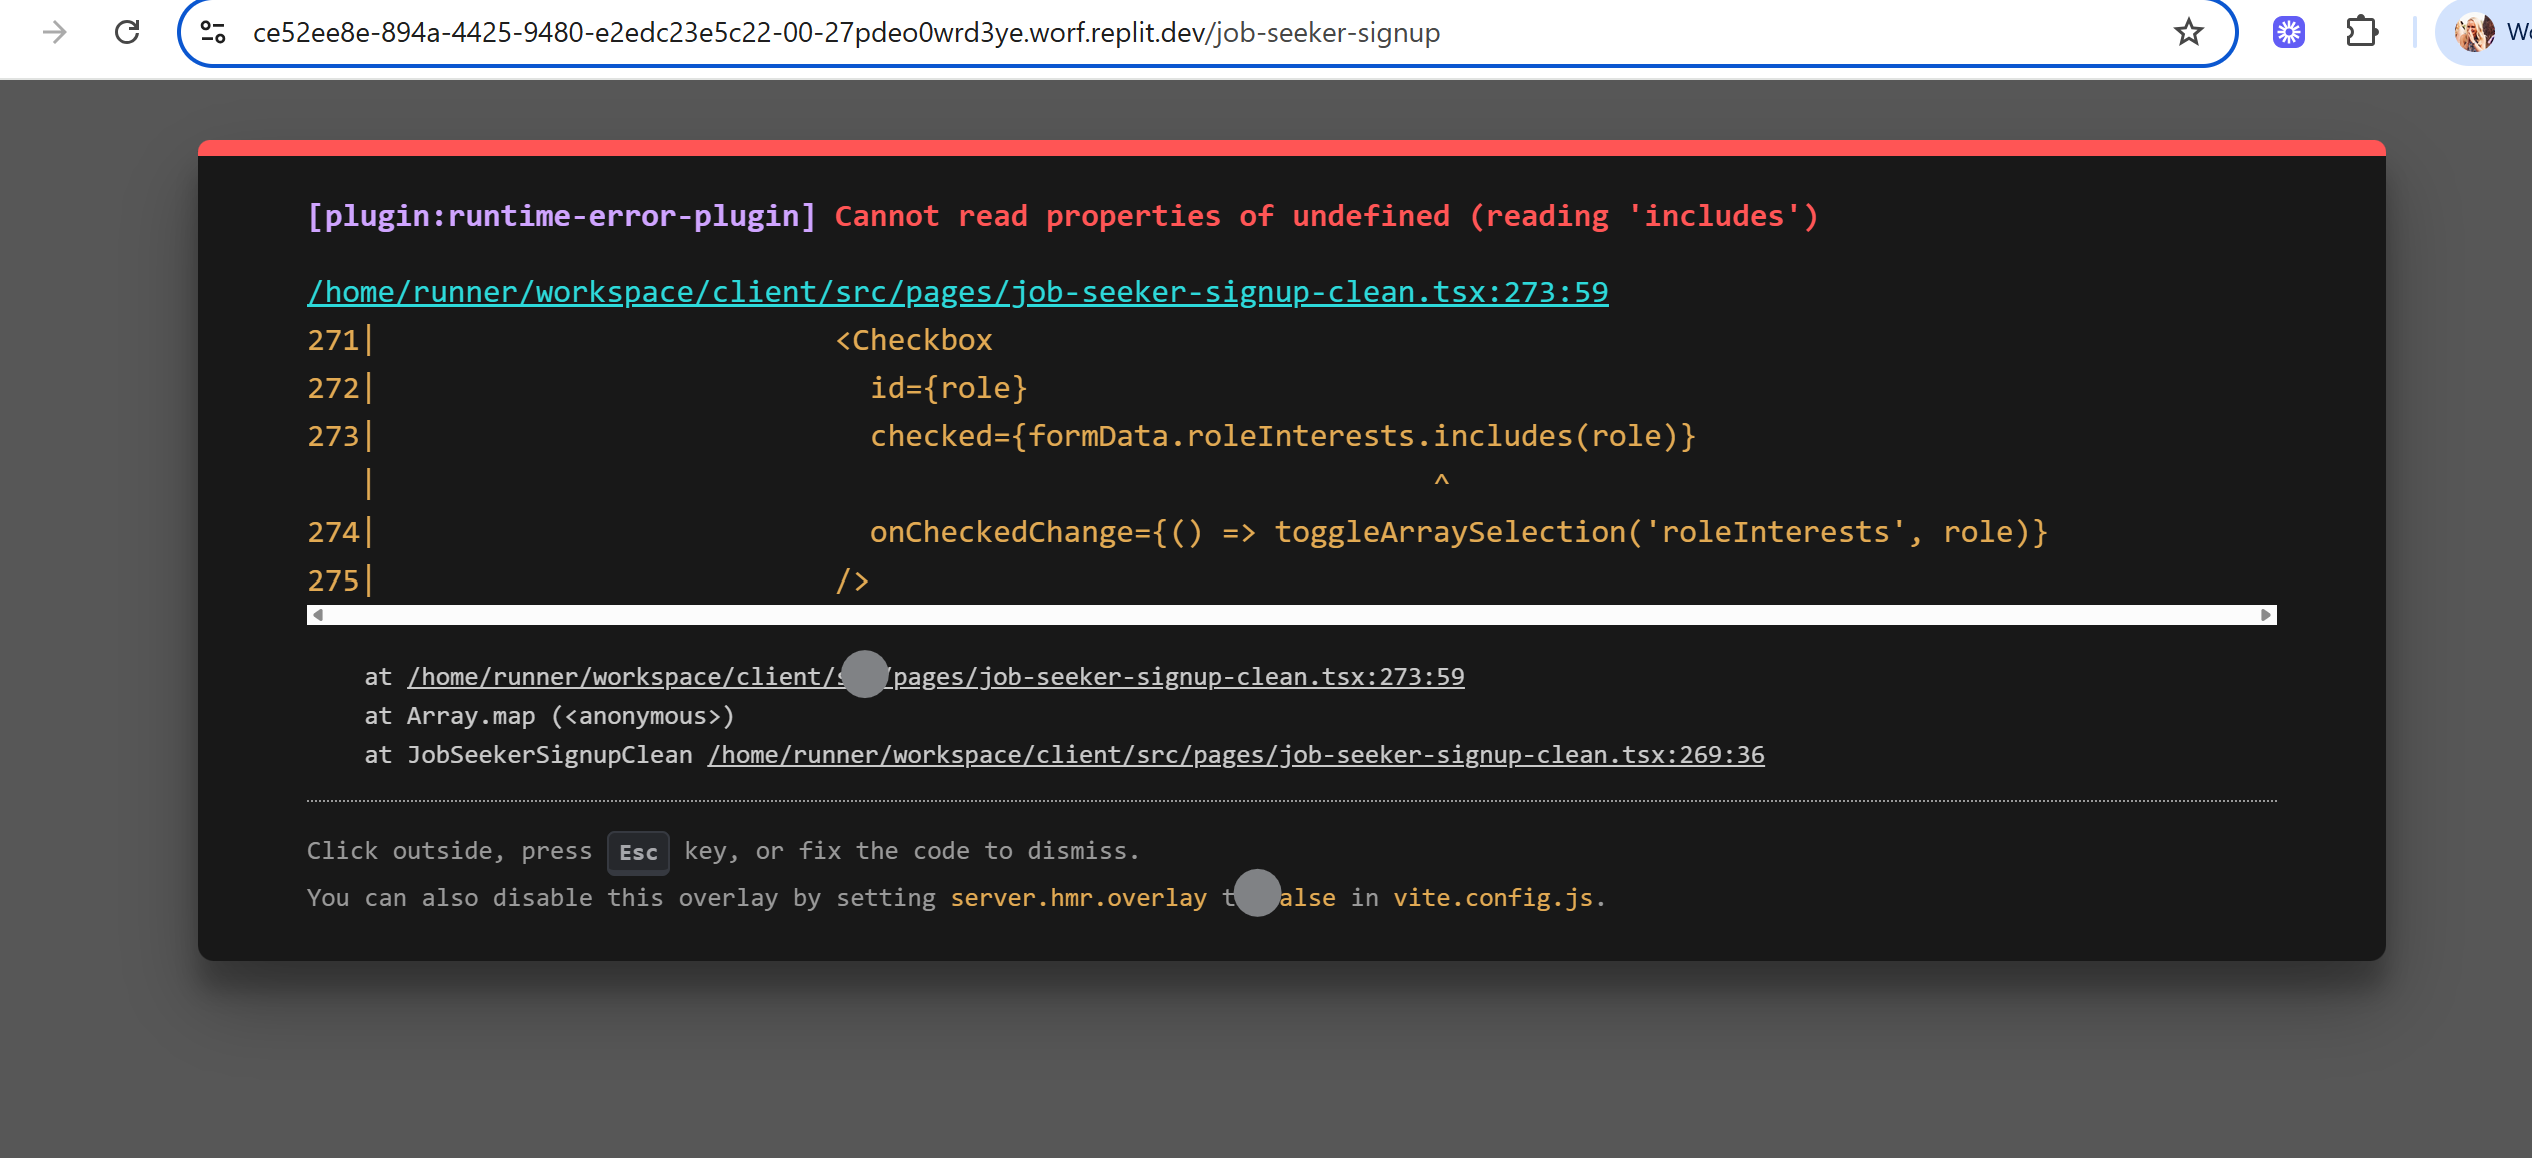 ce52ee8e-894a-4425-9480-e2edc23e5c22-00-27pdeo0wrd3ye.worf.replit.dev/job-seeker-signup
[plugin:runtime-error-plugin] Cannot read properties of undefined (reading 'includes')
/home/runner/workspace/client/src/pages/job-seeker-signup-clean.tsx:273:59
271| <Checkbox
272| id={role}
273| checked={formData.roleInterests.includes(role)}
| ^
274| onCheckedChange={() => toggleArraySelection('roleInterests', role)}
275| />
at /home/runner/workspace/client/ /pages/job-seeker-signup-clean.tsx:273:59
at Array.map (<anonymous>)
at JobSeekerSignupClean /home/runner/workspace/client/src/pages/job-seeker-signup-clean.tsx:269:36
Click outside, press Esc key, or fix the code to dismiss.
You can also disable this overlay by setting server.hmr.overlay in vite.config.js.